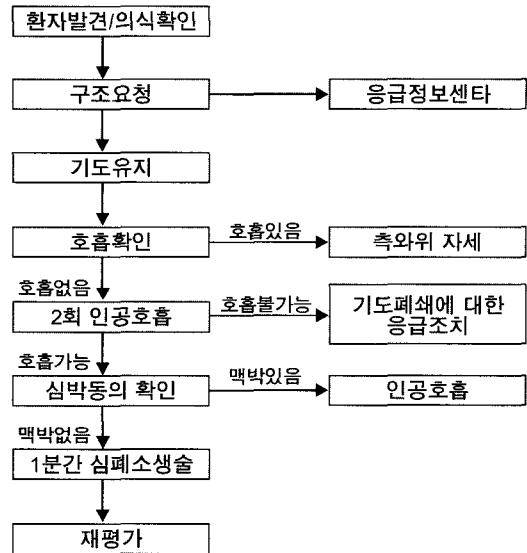 환자발견/의식확인
구조요청
응급정보센타
기도유지
호흡확인
호흡있음
측와위 자세
호흡없음
2회 인공호흡
호흡불가능
기도폐쇄에 대한
응급조치
호흡가능
심박동의 확인
맥박있음
인공호흡
맥박없음
1분간 심폐소생술
재평가